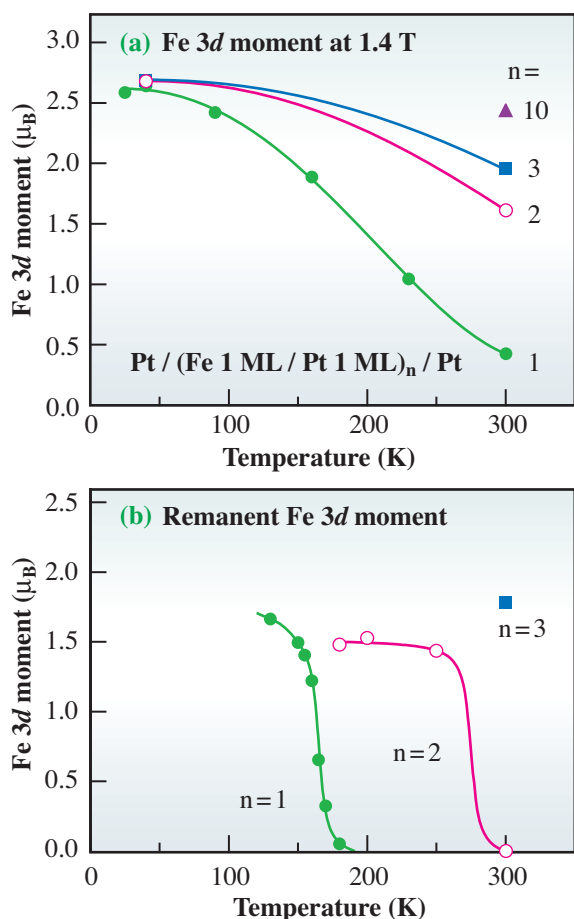 (a) Fe 3d moment at 1.4 T
3.0
2.5
2.0
1.5
1.0
0.5
0.0
Fe 3d moment (μB)
n=
10
3
2
1
Pt / (Fe 1 ML / Pt 1 ML)n / Pt
0 100 200 300
Temperature (K)
(b) Remanent Fe 3d moment
2.5
2.0
1.5
1.0
0.5
0.0
Fe 3d moment (μB)
n=3
n=2
n=1
0 100 200 300
Temperature (K)